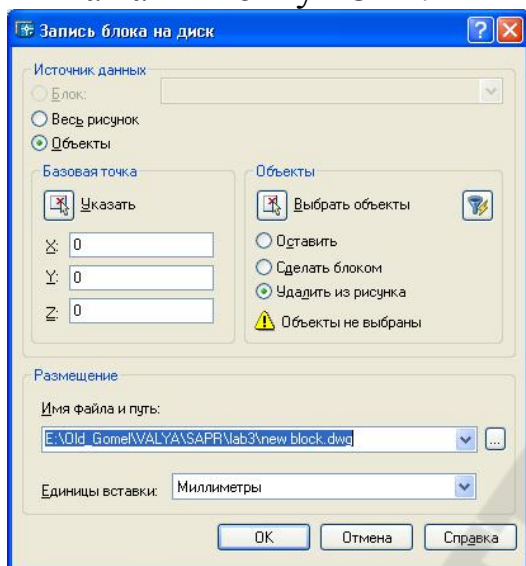 Запись блока на диск
Источник данных
Блок:
Весь рисунок
Объекты
Базовая точка
Указать
X: 0
Y: 0
Z: 0
Объекты
Выбрать объекты
Оставить
Сделать блоком
Удалить из рисунка
Объекты не выбраны
Размещение
Имя файла и путь:
E:\Old_Gomel\VALYA\SAPR\lab3\new block.dwg
...
Единицы вставки: Миллиметры
OK Отмена Справка